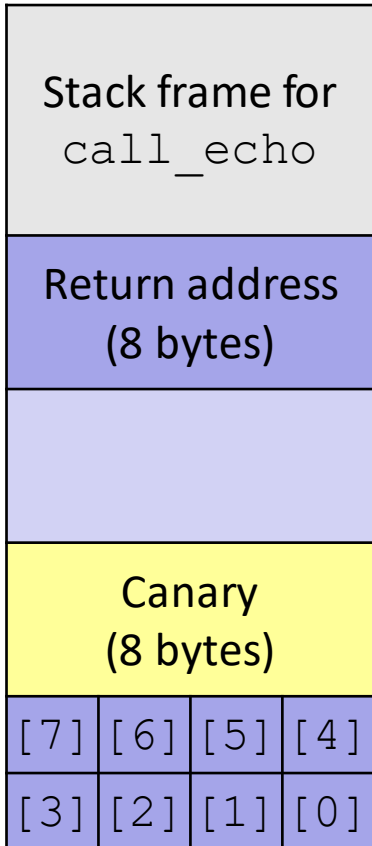 Stack frame for
call_echo
Return address
(8 bytes)
Canary
(8 bytes)
[7] [6] [5] [4]
[3] [2] [1] [0]